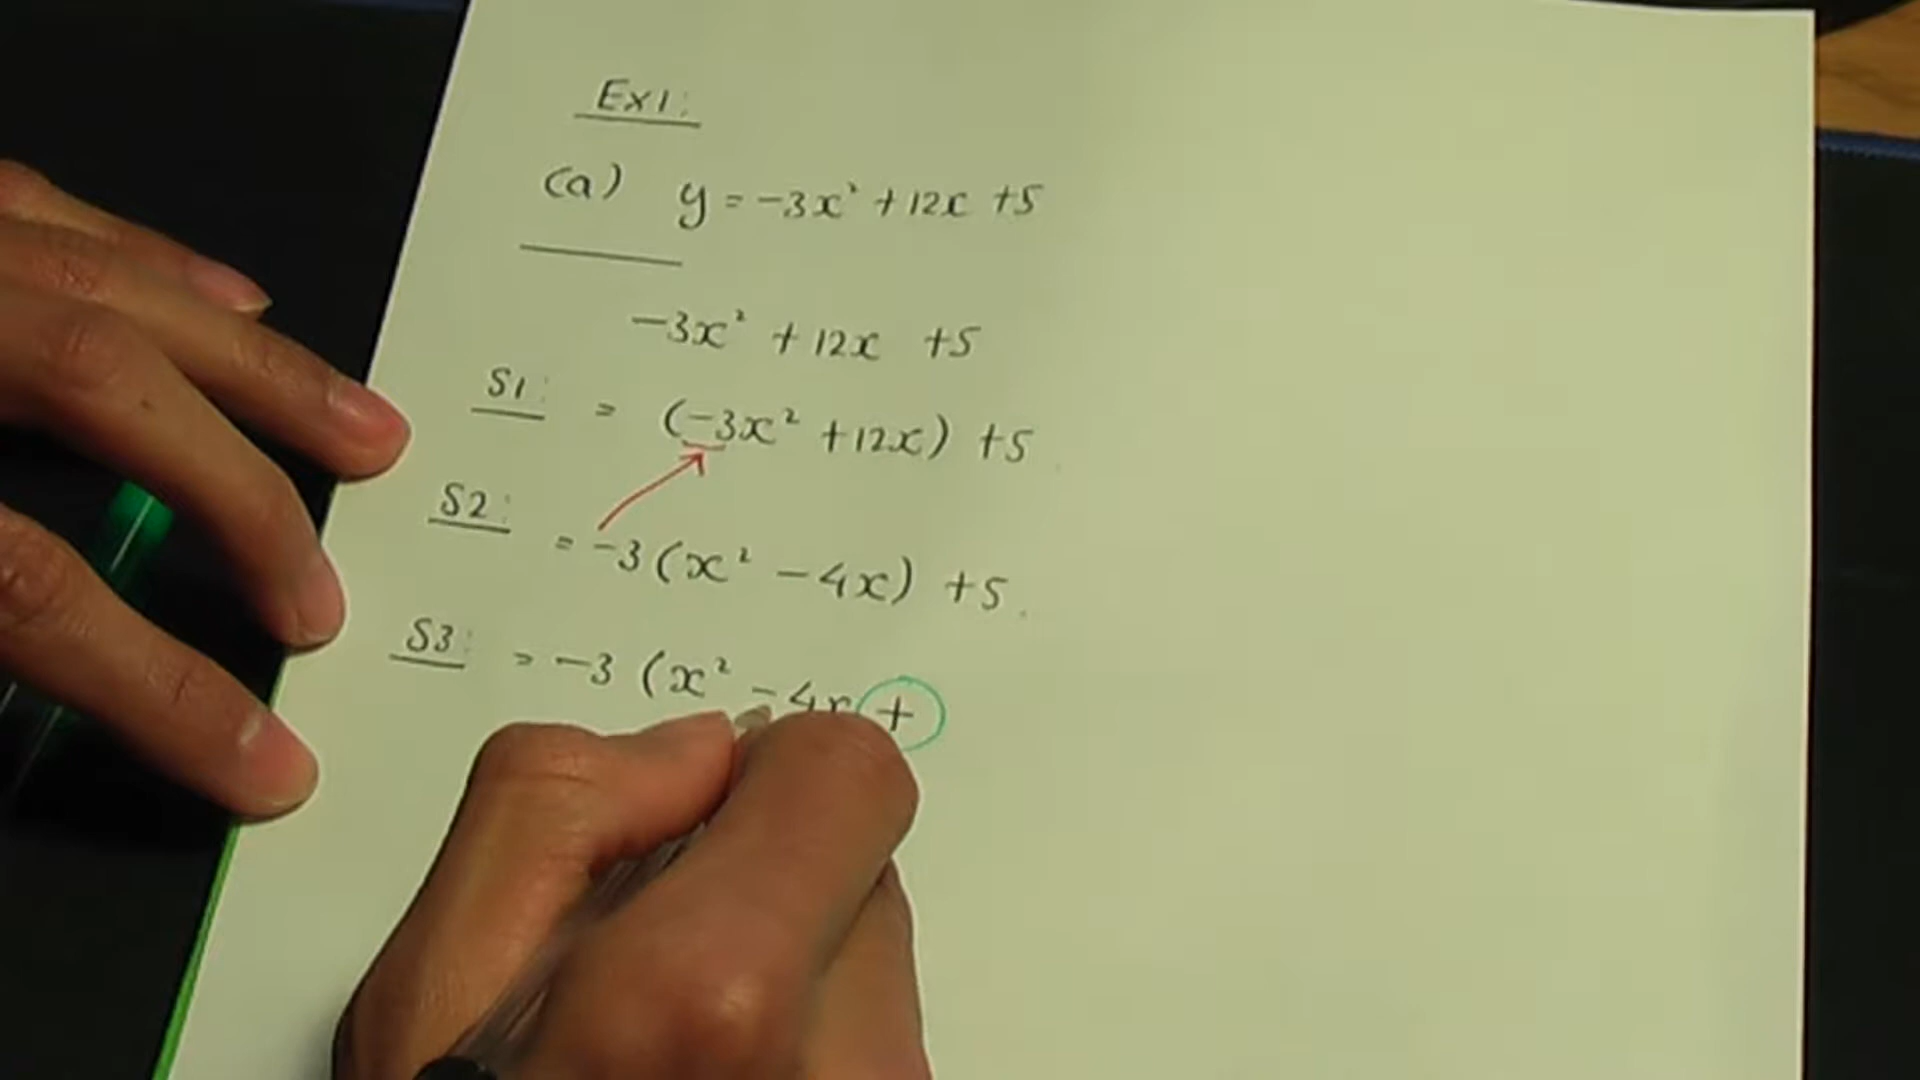 Ex1:
(a) y = -3x² + 12x + 5
-3x² + 12x + 5
S1: = (-3x² + 12x) + 5
S2: = -3(x² - 4x) + 5
S3: = -3 (x² - 4x +